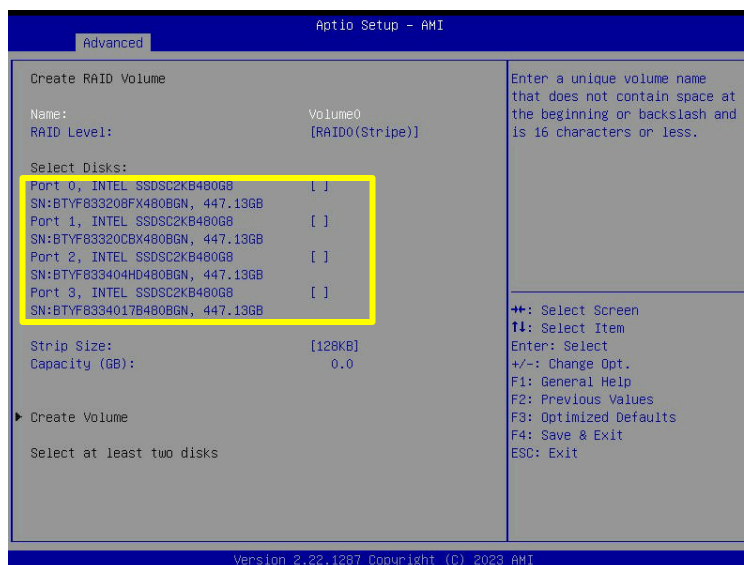 Aptio Setup – AMI
Advanced
Create RAID Volume
Name: Volume0
RAID Level: [RAID0(Stripe)]
Select Disks:
Port 0, INTEL SSDSC2KB480G8 [ ]
SN:BTYF833208FX480BGN, 447.13GB
Port 1, INTEL SSDSC2KB480G8 [ ]
SN:BTYF83320CBX480BGN, 447.13GB
Port 2, INTEL SSDSC2KB480G8 [ ]
SN:BTYF833404HD480BGN, 447.13GB
Port 3, INTEL SSDSC2KB480G8 [ ]
SN:BTYF8334017B480BGN, 447.13GB
Strip Size: [128KB]
Capacity (GB): 0.0
Create Volume
Select at least two disks
Enter a unique volume name
that does not contain space at
the beginning or backslash and
is 16 characters or less.
→←: Select Screen
↑↓: Select Item
Enter: Select
+/-: Change Opt.
F1: General Help
F2: Previous Values
F3: Optimized Defaults
F4: Save & Exit
ESC: Exit
Version 2.22.1287 Copyright (C) 2023 AMI